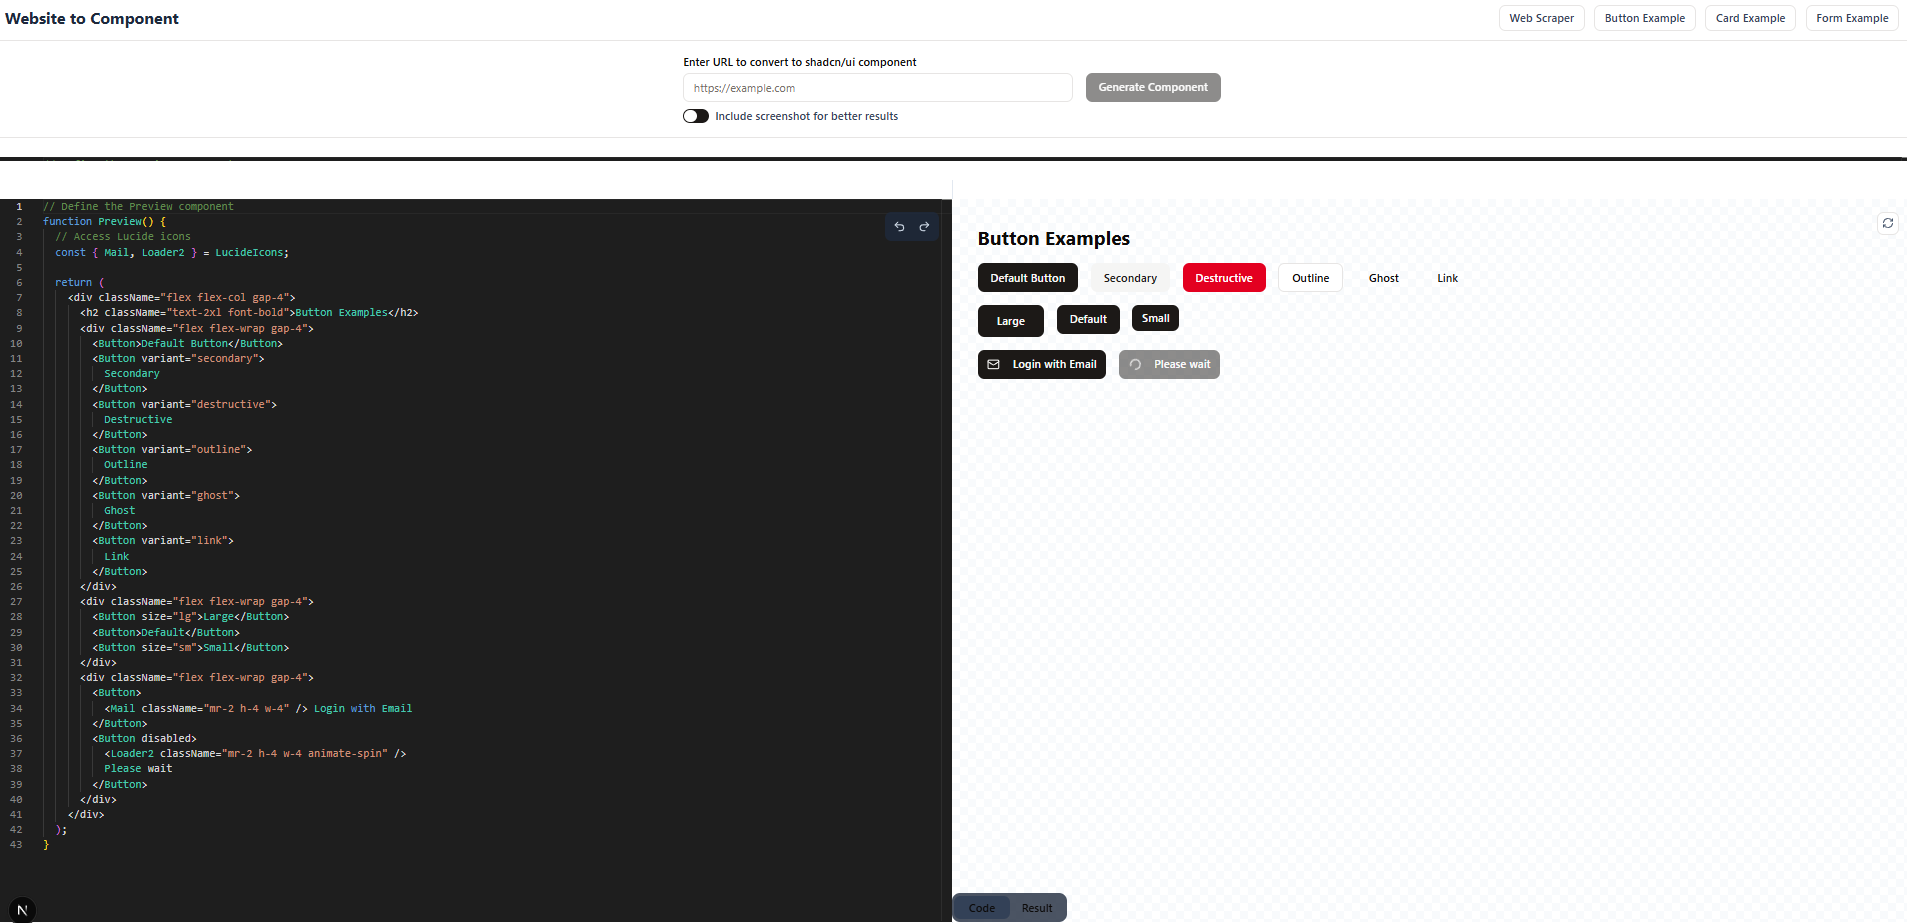 Website to Component
Web Scraper
Button Example
Card Example
Form Example
Enter URL to convert to shadcn/ui component
https://example.com
Generate Component
Include screenshot for better results
1 // Define the Preview component
2 function Preview() {
3 // Access Lucide icons
4 const { Mail, Loader2 } = LucideIcons;
5
6 return (
7 <div className="flex flex-col gap-4">
8 <h2 className="text-2xl font-bold">Button Examples</h2>
9 <div className="flex flex-wrap gap-4">
10 <Button>Default Button</Button>
11 <Button variant="secondary">
12 Secondary
13 </Button>
14 <Button variant="destructive">
15 Destructive
16 </Button>
17 <Button variant="outline">
18 Outline
19 </Button>
20 <Button variant="ghost">
21 Ghost
22 </Button>
23 <Button variant="link">
24 Link
25 </Button>
26 </div>
27 <div className="flex flex-wrap gap-4">
28 <Button size="lg">Large</Button>
29 <Button>Default</Button>
30 <Button size="sm">Small</Button>
31 </div>
32 <div className="flex flex-wrap gap-4">
33 <Button>
34 <Mail className="mr-2 h-4 w-4" /> Login with Email
35 </Button>
36 <Button disabled>
37 <Loader2 className="mr-2 h-4 w-4 animate-spin" />
38 Please wait
39 </Button>
40 </div>
41 </div>
42 );
43 }
N
Button Examples
Default Button
Secondary
Destructive
Outline
Ghost
Link
Large
Default
Small
Login with Email
Please wait
Code
Result